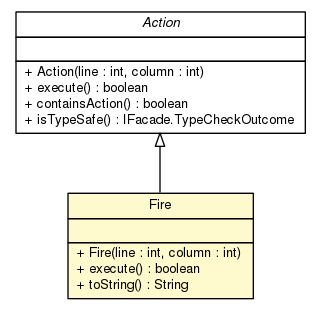 Action
+ Action(line : int, column : int)
+ execute() : boolean
+ containsAction() : boolean
+ isTypeSafe() : IFacade.TypeCheckOutcome
Fire
+ Fire(line : int, column : int)
+ execute() : boolean
+ toString() : String